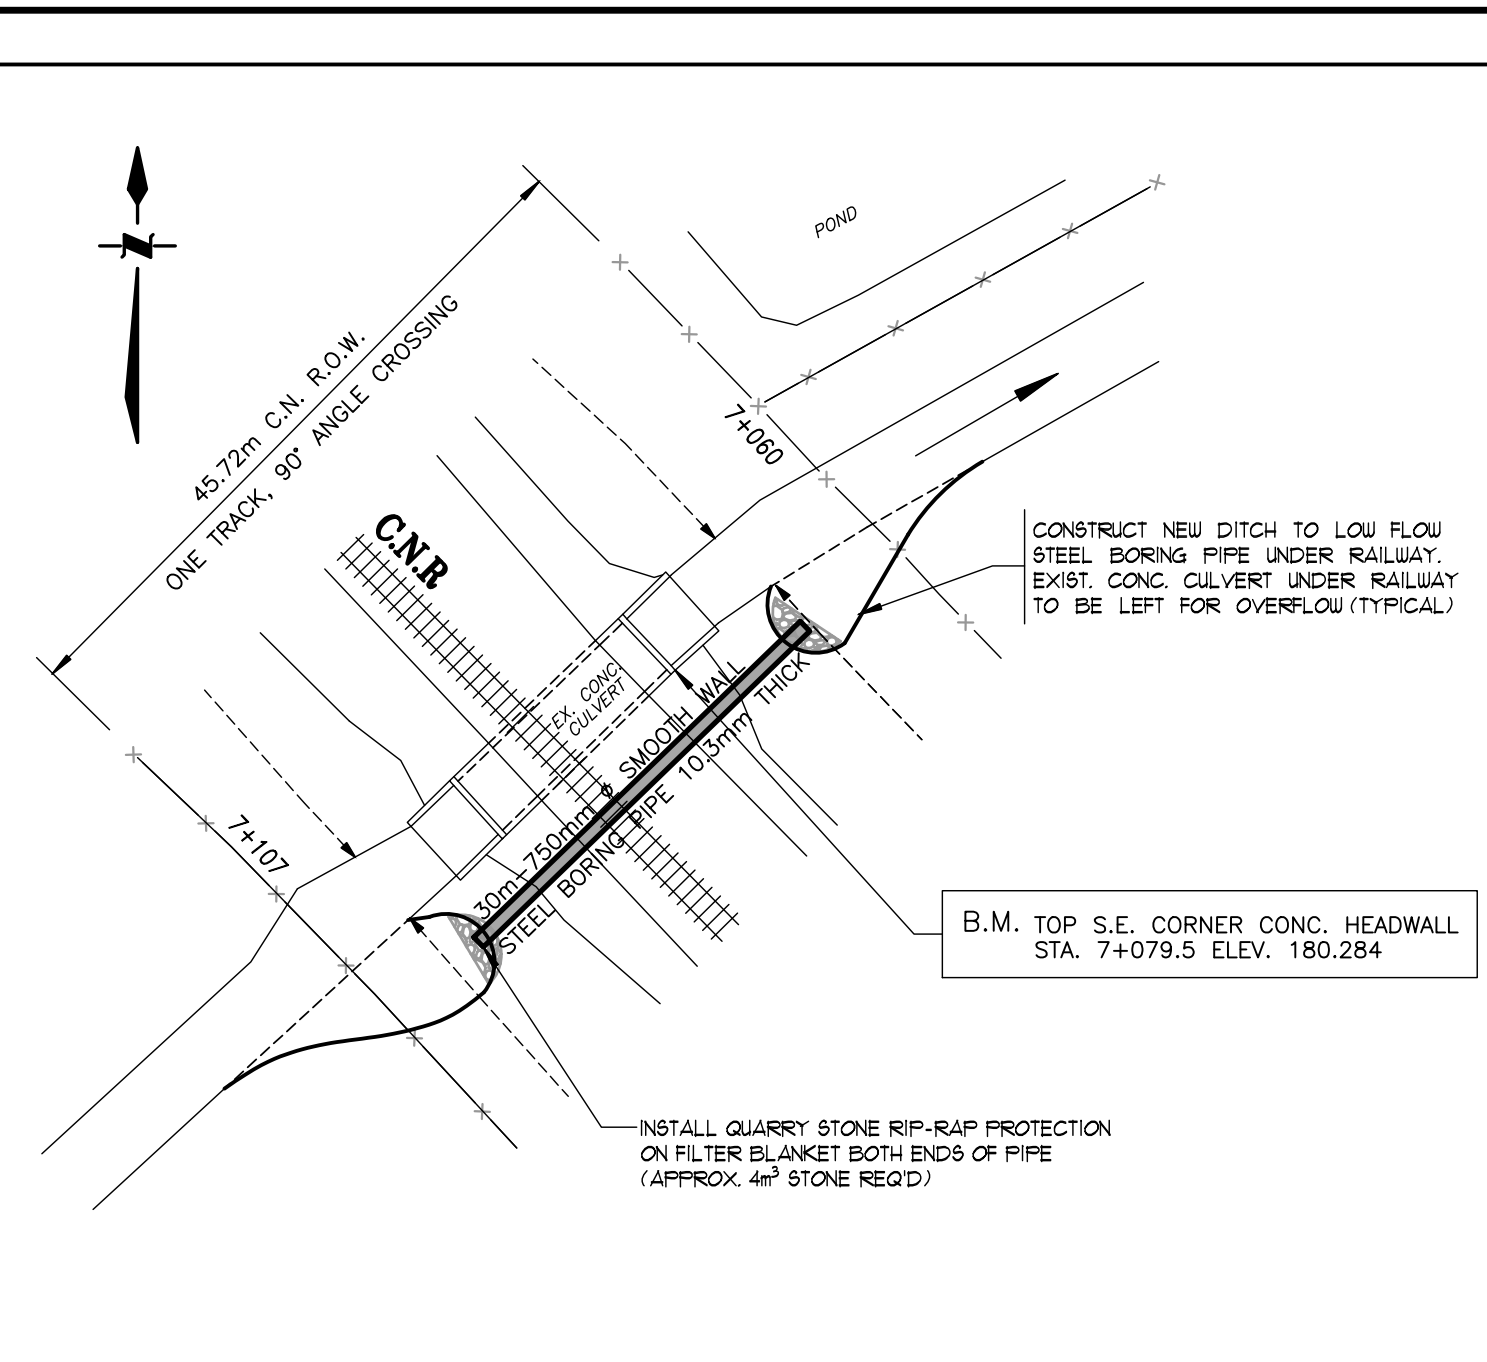 POND
45.72m C.N. R.O.W.
ONE TRACK, 90° ANGLE CROSSING
7+060
C.N.R
CONSTRUCT NEW DITCH TO LOW FLOW
STEEL BORING PIPE UNDER RAILWAY.
EXIST. CONC. CULVERT UNDER RAILWAY
TO BE LEFT FOR OVERFLOW (TYPICAL)
EX. CONC.
CULVERT
30m-750mm ϕ SMOOTH WALL
STEEL BORING PIPE 10.3mm THICK
7+107
B.M. TOP S.E. CORNER CONC. HEADWALL
STA. 7+079.5 ELEV. 180.284
INSTALL QUARRY STONE RIP-RAP PROTECTION
ON FILTER BLANKET BOTH ENDS OF PIPE
(APPROX. 4m³ STONE REQ'D)